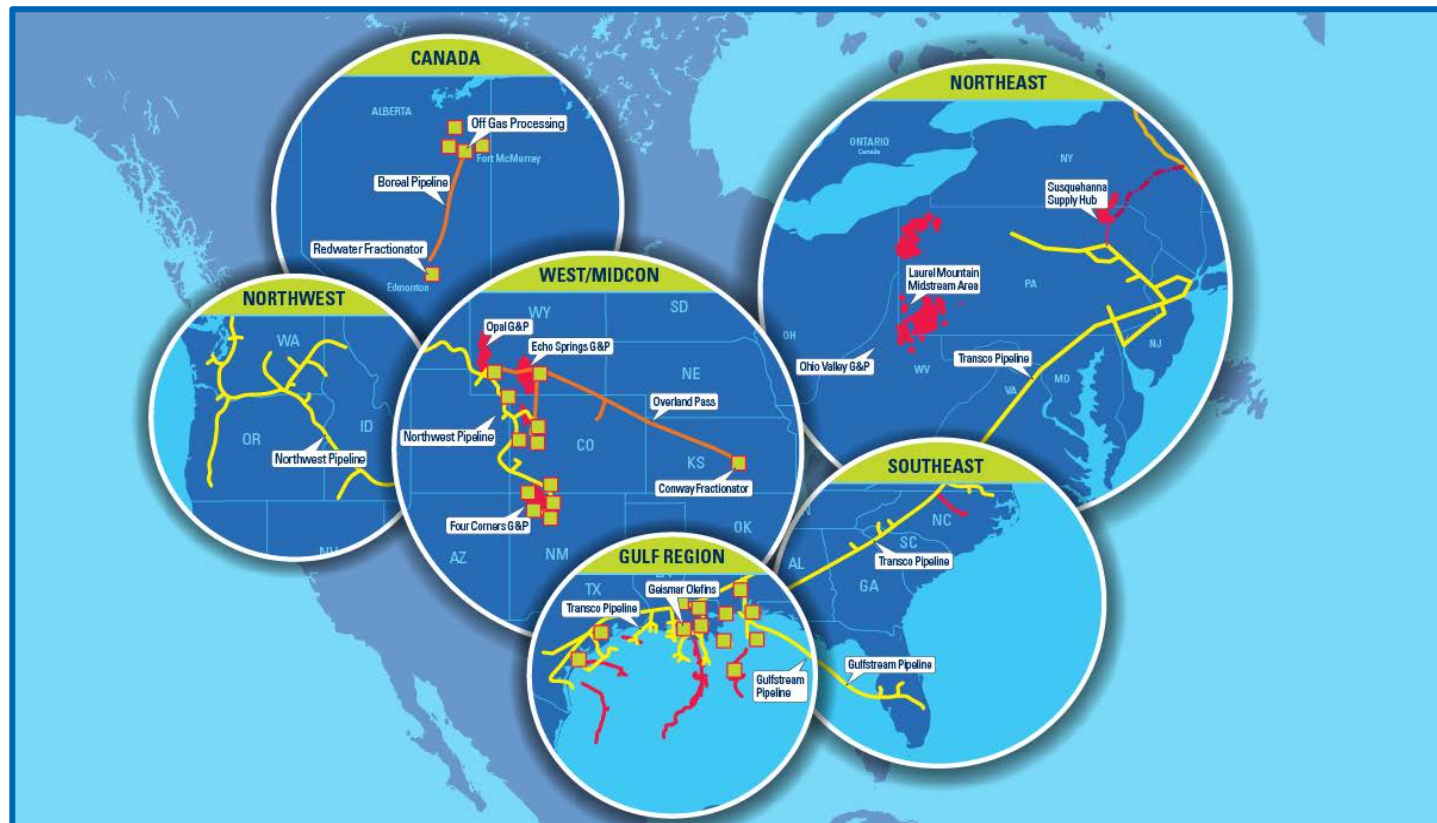 CANADA
ALBERTA
Off Gas Processing
Fort McMurray
Boreal Pipeline
Redwater Fractionator
Edmonton
NORTHEAST
ONTARIO
Canada
NY
Susquehanna
Supply Hub
Laurel Mountain
Midstream Area
PA
OH
NJ
Ohio Valley G&P
WV
Transco Pipeline
VA
MD
NORTHWEST
WA
OR
ID
Northwest Pipeline
WEST/MIDCON
WY
SD
Opal G&P
Echo Springs G&P
NE
Overland Pass
Northwest Pipeline
CO
KS
Conway Fractionator
Four Corners G&P
OK
AZ
NM
SOUTHEAST
NC
SC
Transco Pipeline
AL
GA
Gulfstream Pipeline
GULF REGION
TX
Geismar Olefins
Transco Pipeline
Gulfstream
Pipeline